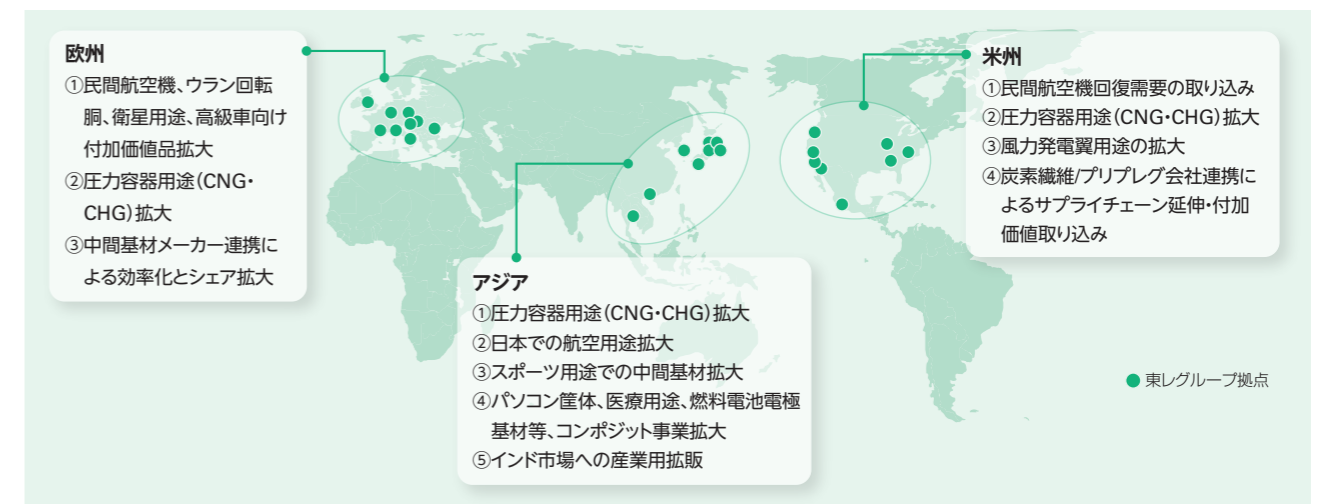 欧州
①民間航空機、ウラン回転
胴、衛星用途、高級車向け
付加価値品拡大
②圧力容器用途(CNG・
CHG)拡大
③中間基材メーカー連携に
よる効率化とシェア拡大
アジア
①圧力容器用途(CNG・CHG)拡大
②日本での航空用途拡大
③スポーツ用途での中間基材拡大
④パソコン筐体、医療用途、燃料電池電極
基材等、コンポジット事業拡大
⑤インド市場への産業用拡販
米州
①民間航空機回復需要の取り込み
②圧力容器用途(CNG・CHG)拡大
③風力発電翼用途の拡大
④炭素繊維/プリプレグ会社連携に
よるサプライチェーン延伸・付加
価値取り込み
東レグループ拠点